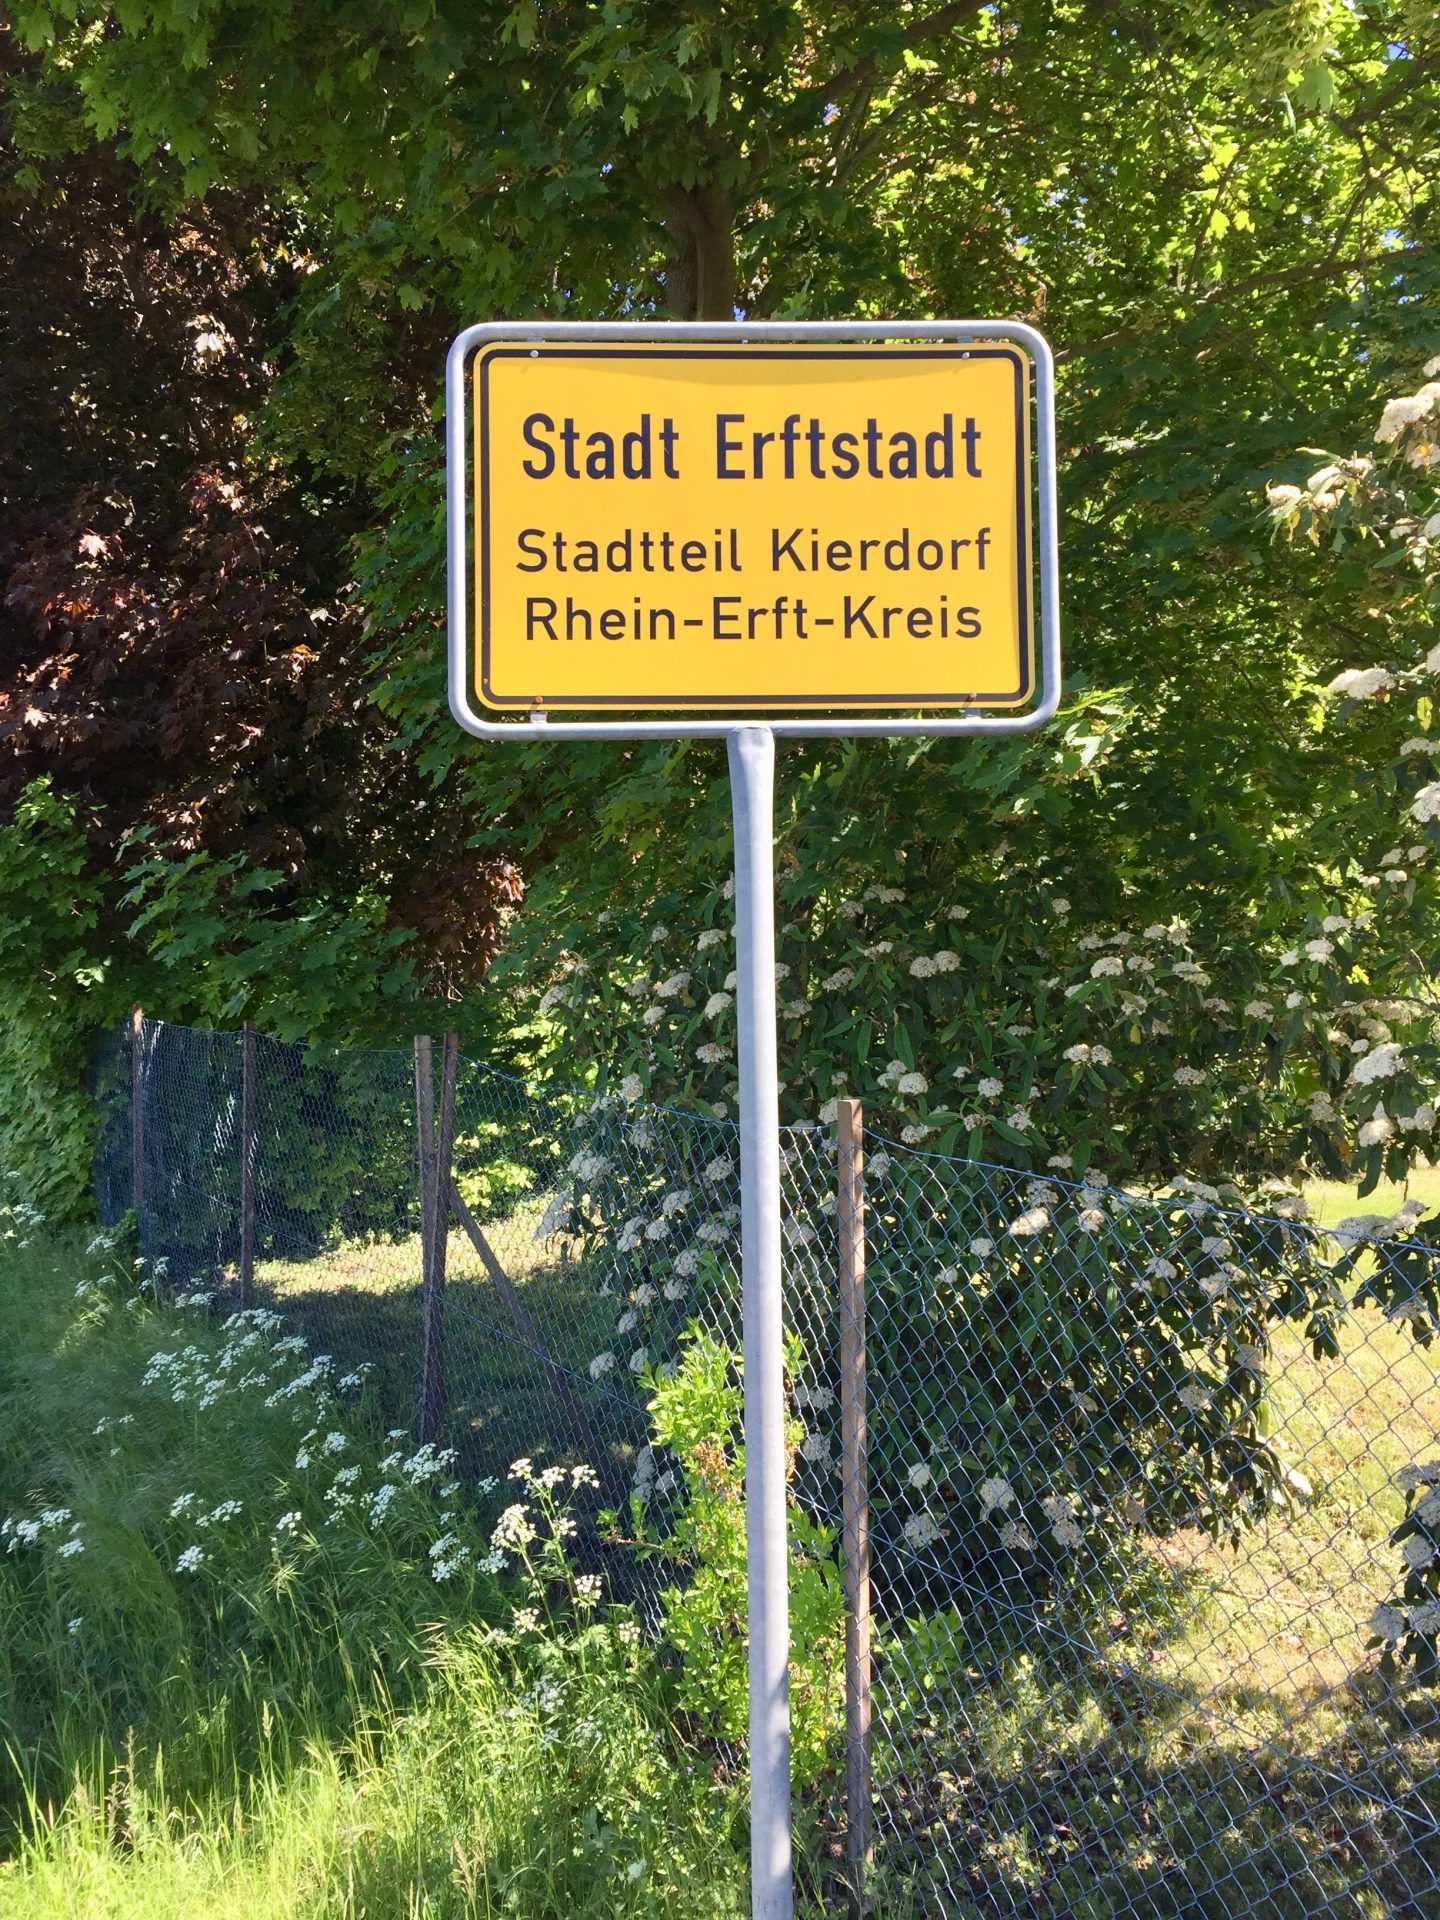 Stadt Erftstadt
Stadtteil Kierdorf
Rhein-Erft-Kreis